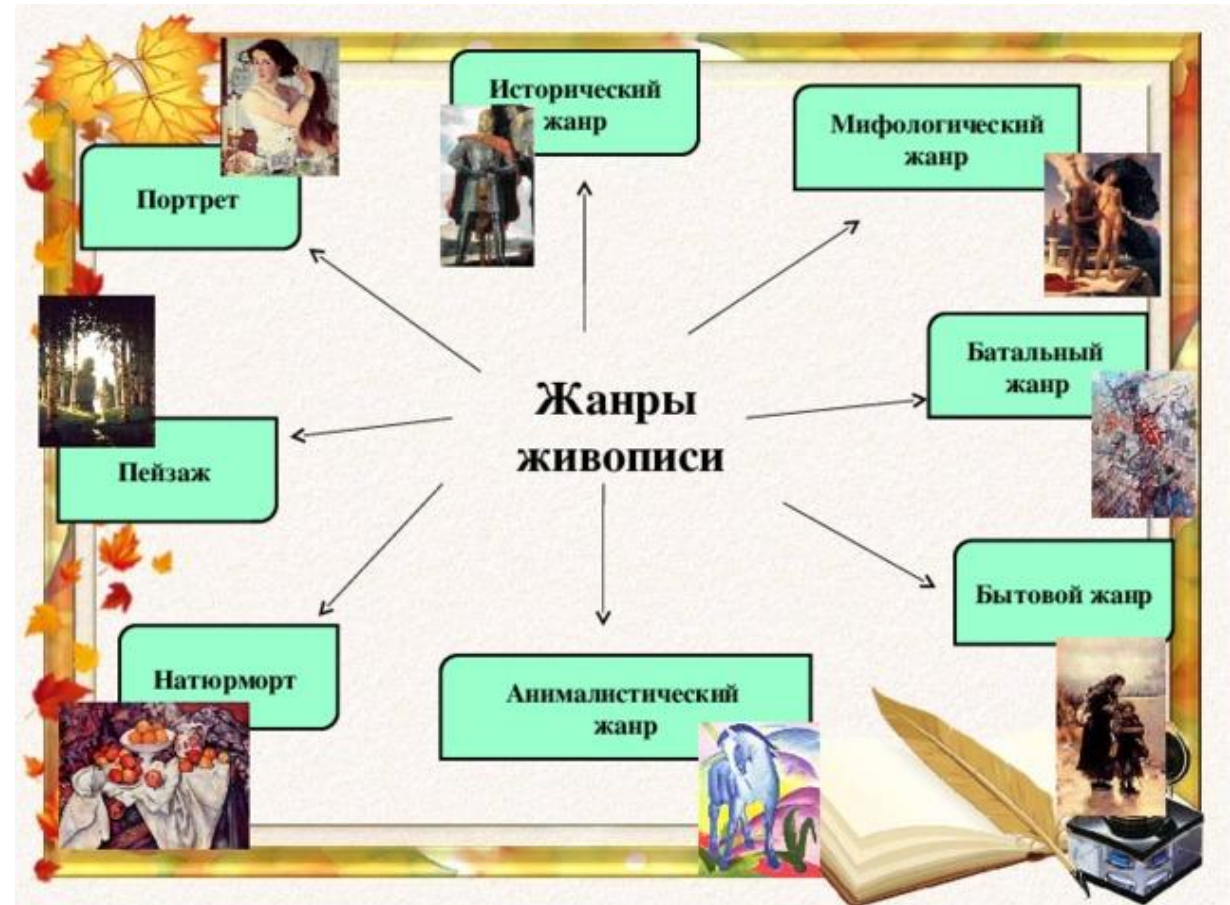 Исторический
жанр
Мифологический
жанр
Портрет
Батальный
жанр
Жанры
живописи
Пейзаж
Бытовой жанр
Натюрморт
Анималистический
жанр